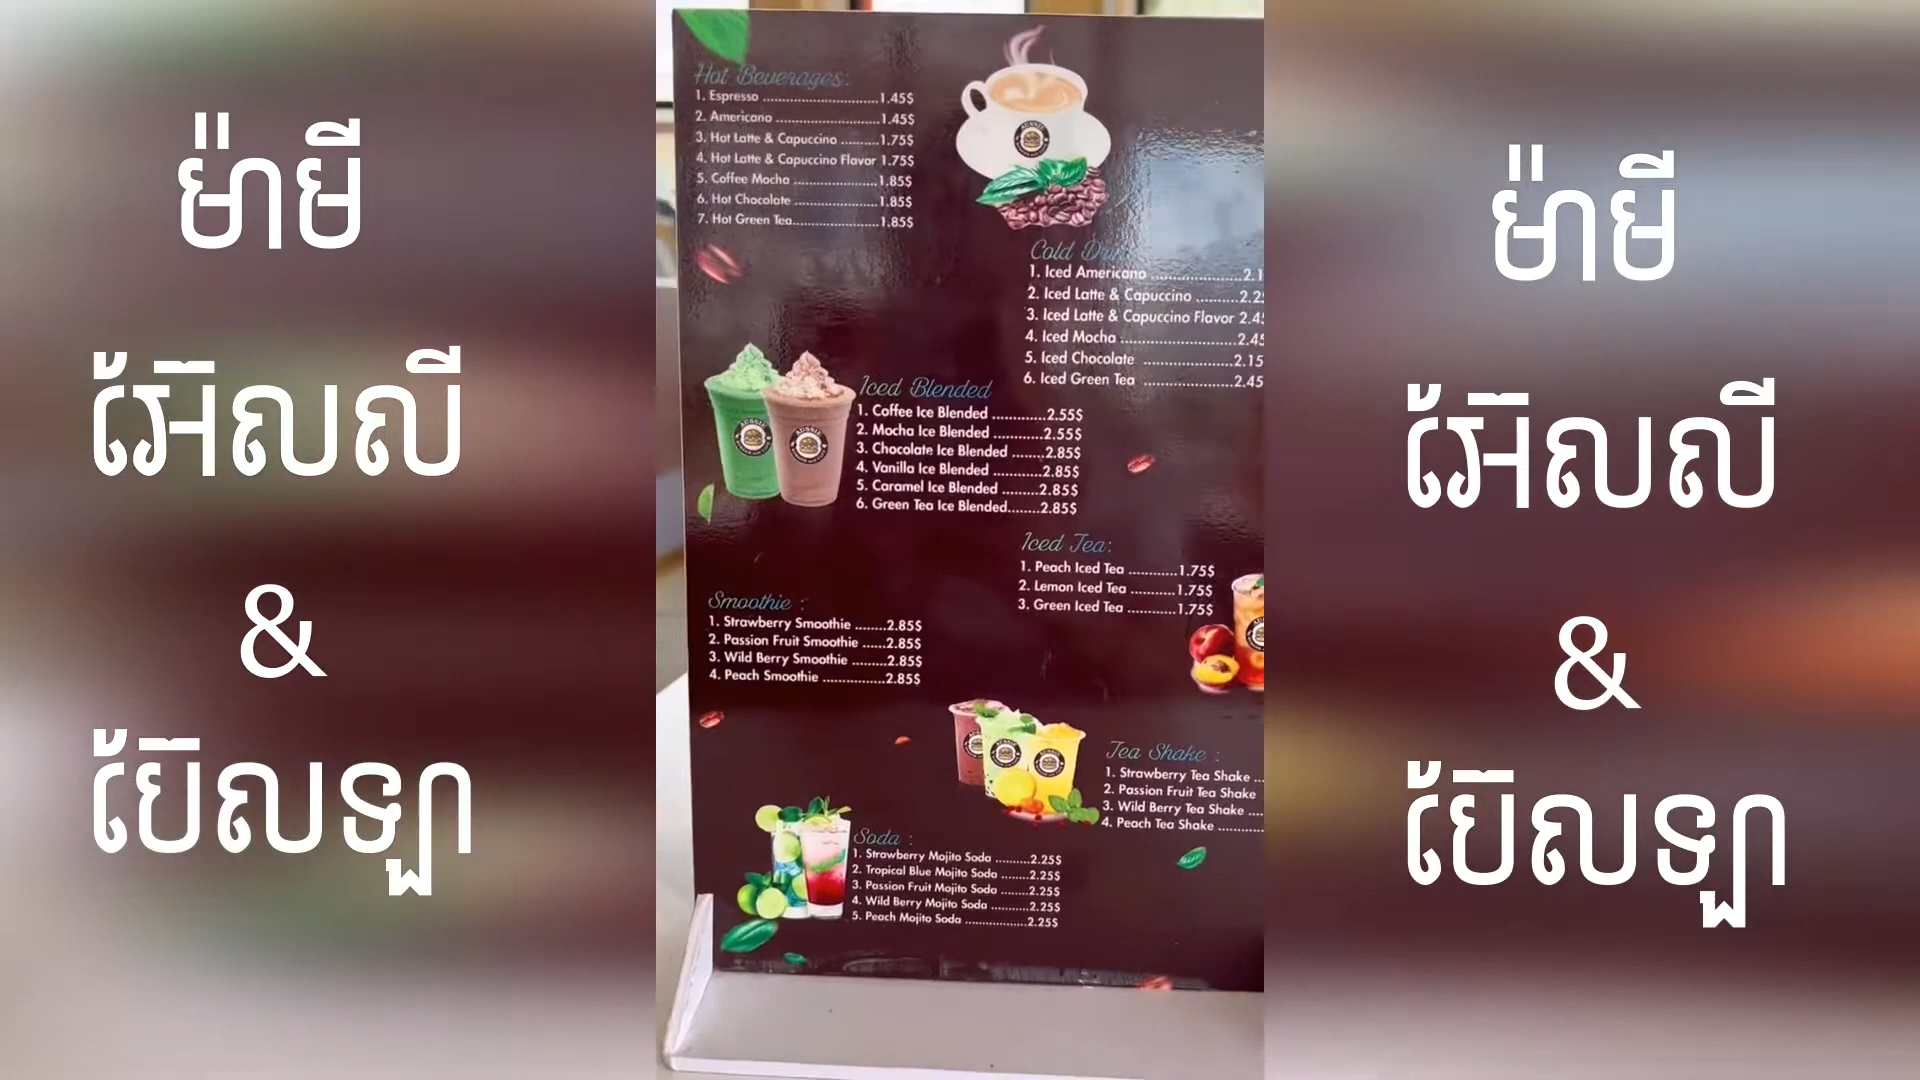 ម៉ាមី
អ៊ែលលី
&
ប៊ែលឡា
Hot Beverages:
1. Espresso ............................1.45$
2. Americano .........................1.45$
3. Hot Latte & Capuccino ..........1.75$
4. Hot Latte & Capuccino Flavor 1.75$
5. Coffee Mocha .....................1.85$
6. Hot Chocolate ....................1.85$
7. Hot Green Tea.....................1.85$
Cold
1. Iced Americano ......................2.1
2. Iced Latte & Capuccino ..........2.2
3. Iced Latte & Capuccino Flavor 2.45
4. Iced Mocha ............................2.45
5. Iced Chocolate ......................2.15
6. Iced Green Tea ......................2.45
Iced Blended
1. Coffee Ice Blended ............2.55$
2. Mocha Ice Blended ............2.55$
3. Chocolate Ice Blended ........2.85$
4. Vanilla Ice Blended ............2.85$
5. Caramel Ice Blended .........2.85$
6. Green Tea Ice Blended........2.85$
Iced Tea:
1. Peach Iced Tea ............1.75$
2. Lemon Iced Tea ...........1.75$
3. Green Iced Tea ............1.75$
Smoothie :
1. Strawberry Smoothie ........2.85$
2. Passion Fruit Smoothie ......2.85$
3. Wild Berry Smoothie .........2.85$
4. Peach Smoothie ................2.85$
Tea Shake :
1. Strawberry Tea Shake ...
2. Passion Fruit Tea Shake
3. Wild Berry Tea Shake ....
4. Peach Tea Shake ...........
Soda :
1. Strawberry Mojito Soda ..........2.25$
2. Tropical Blue Mojito Soda ........2.25$
3. Passion Fruit Mojito Soda ........2.25$
4. Wild Berry Mojito Soda ...........2.25$
5. Peach Mojito Soda ..................2.25$
ម៉ាមី
អ៊ែលលី
&
ប៊ែលឡា